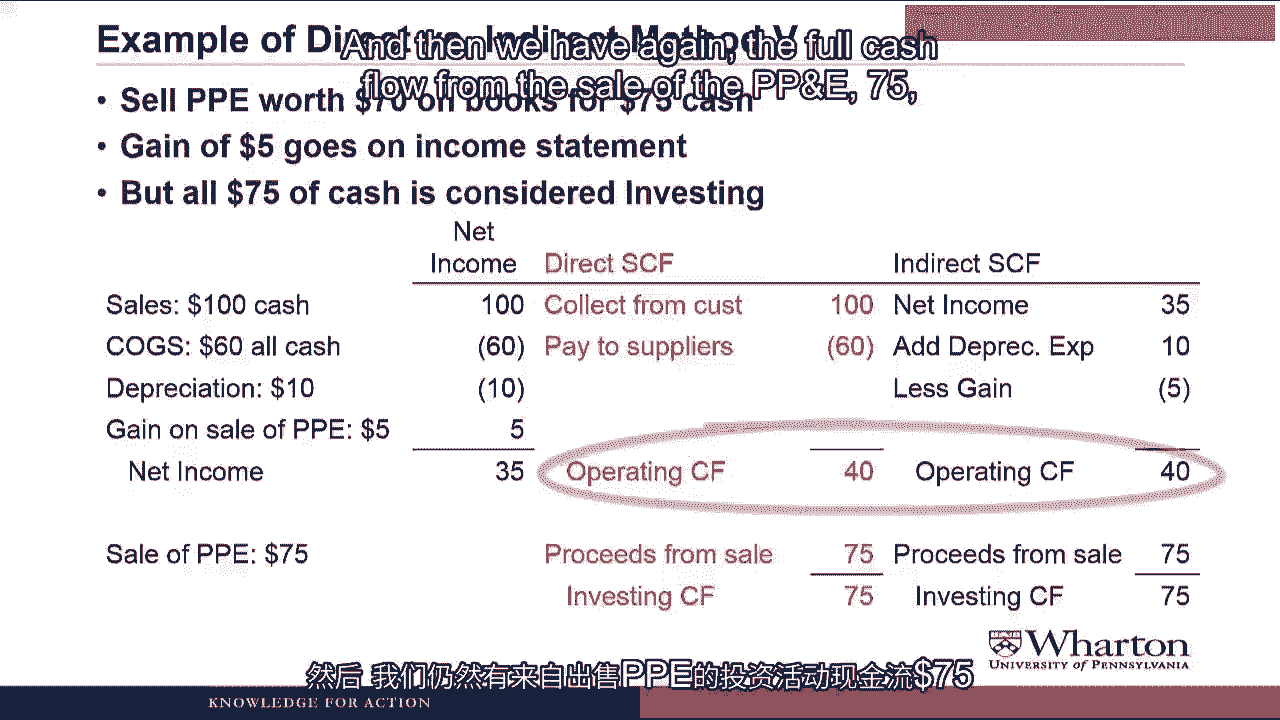 Example of Direct vs. Indirect Method V
And then we have again, the full cash
flow from the sale of the PP&E, 75,
• Sell PPE worth $70 on books for $75 cash
• Gain of $5 goes on income statement
• But all $75 of cash is considered Investing
Net
Income Direct SCF Indirect SCF
Sales: $100 cash 100 Collect from cust 100 Net Income 35
COGS: $60 all cash (60) Pay to suppliers (60) Add Deprec. Exp 10
Depreciation: $10 (10) Less Gain (5)
Gain on sale of PPE: $5 5
Net Income 35 Operating CF 40 Operating CF 40
Sale of PPE: $75 Proceeds from sale 75 Proceeds from sale 75
Investing CF 75 Investing CF 75
Wharton
UNIVERSITY of PENNSYLVANIA
然后 我们仍然有来自出售PPE的投资活动现金流$75
KNOWLEDGE FOR ACTION